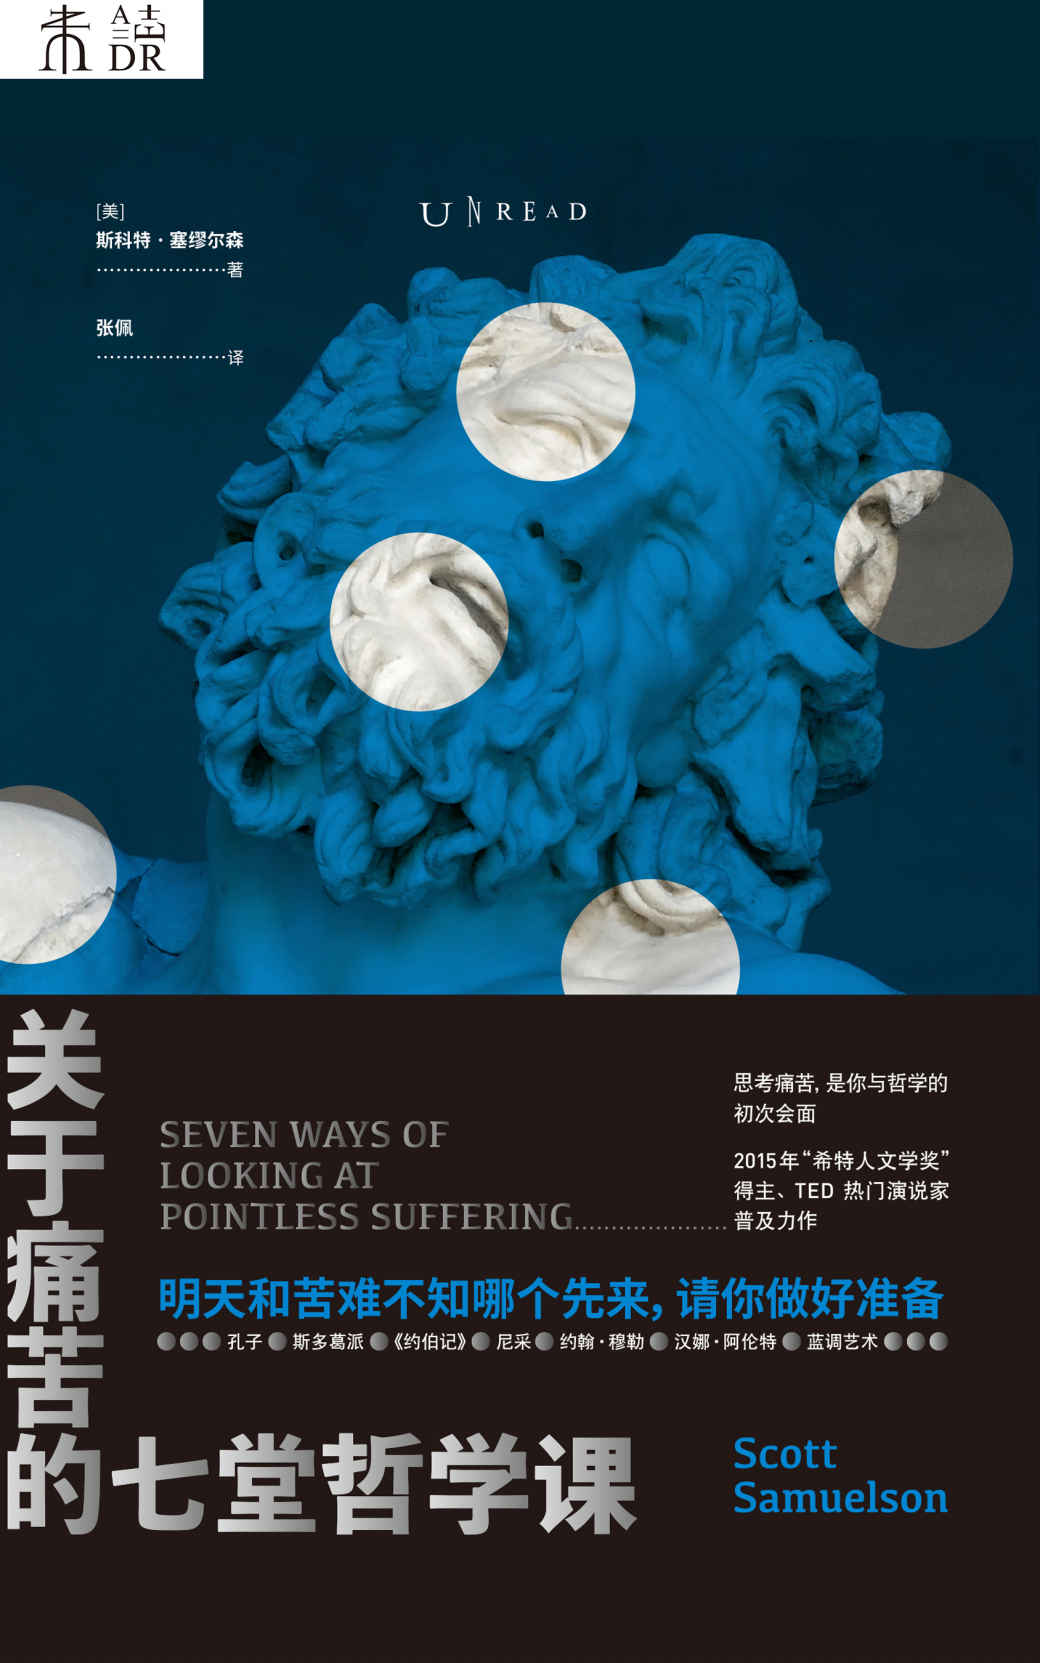 未讀
UNREAD
[美]
斯科特·塞缪尔森
著
张佩
译
关于痛苦的七堂哲学课
SEVEN WAYS OF
LOOKING AT
POINTLESS SUFFERING
思考痛苦，是你与哲学的
初次会面
2015年“希特人文学奖”
得主、TED 热门演说家
普及力作
明天和苦难不知哪个先来，请你做好准备
孔子 斯多葛派 《约伯记》 尼采 约翰·穆勒 汉娜·阿伦特 蓝调艺术
Scott
Samuelson